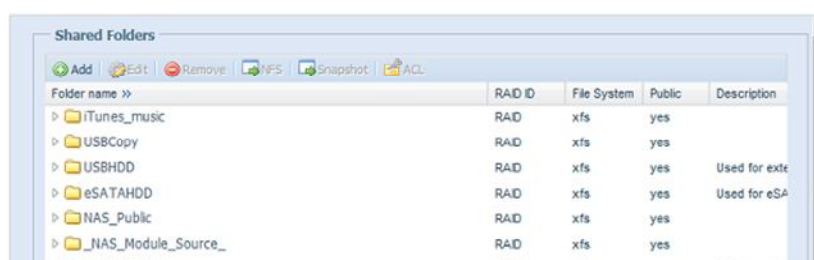 Shared Folders
Add Edit Remove NFS Snapshot ACL
Folder name » RAID ID File System Public Description
iTunes_music RAID xfs yes
USBCopy RAID xfs yes
USBHDD RAID xfs yes Used for exte
eSATAHDD RAID xfs yes Used for eSA
NAS_Public RAID xfs yes
_NAS_Module_Source_ RAID xfs yes